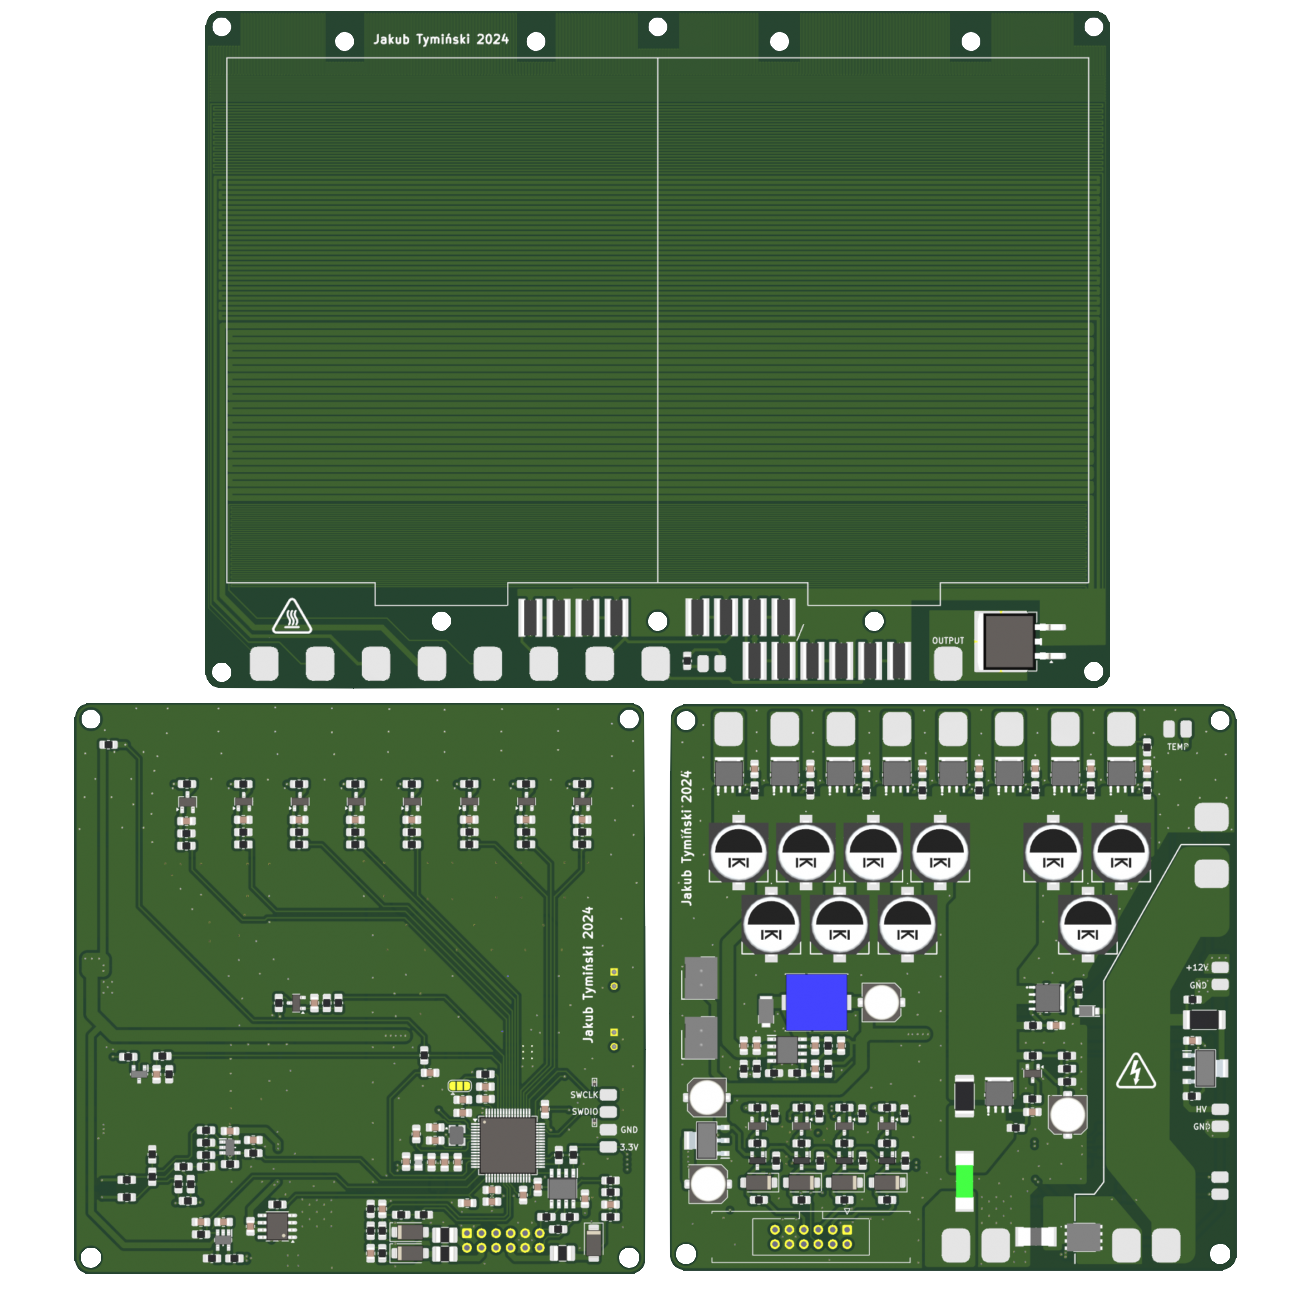 Jakub Tymiński 2024
OUTPUT
Jakub Tymiński 2024
SWCLK
SWDIO
GND
3.3V
Jakub Tymiński 2024
TEMP
+12V
GND
HV
GND